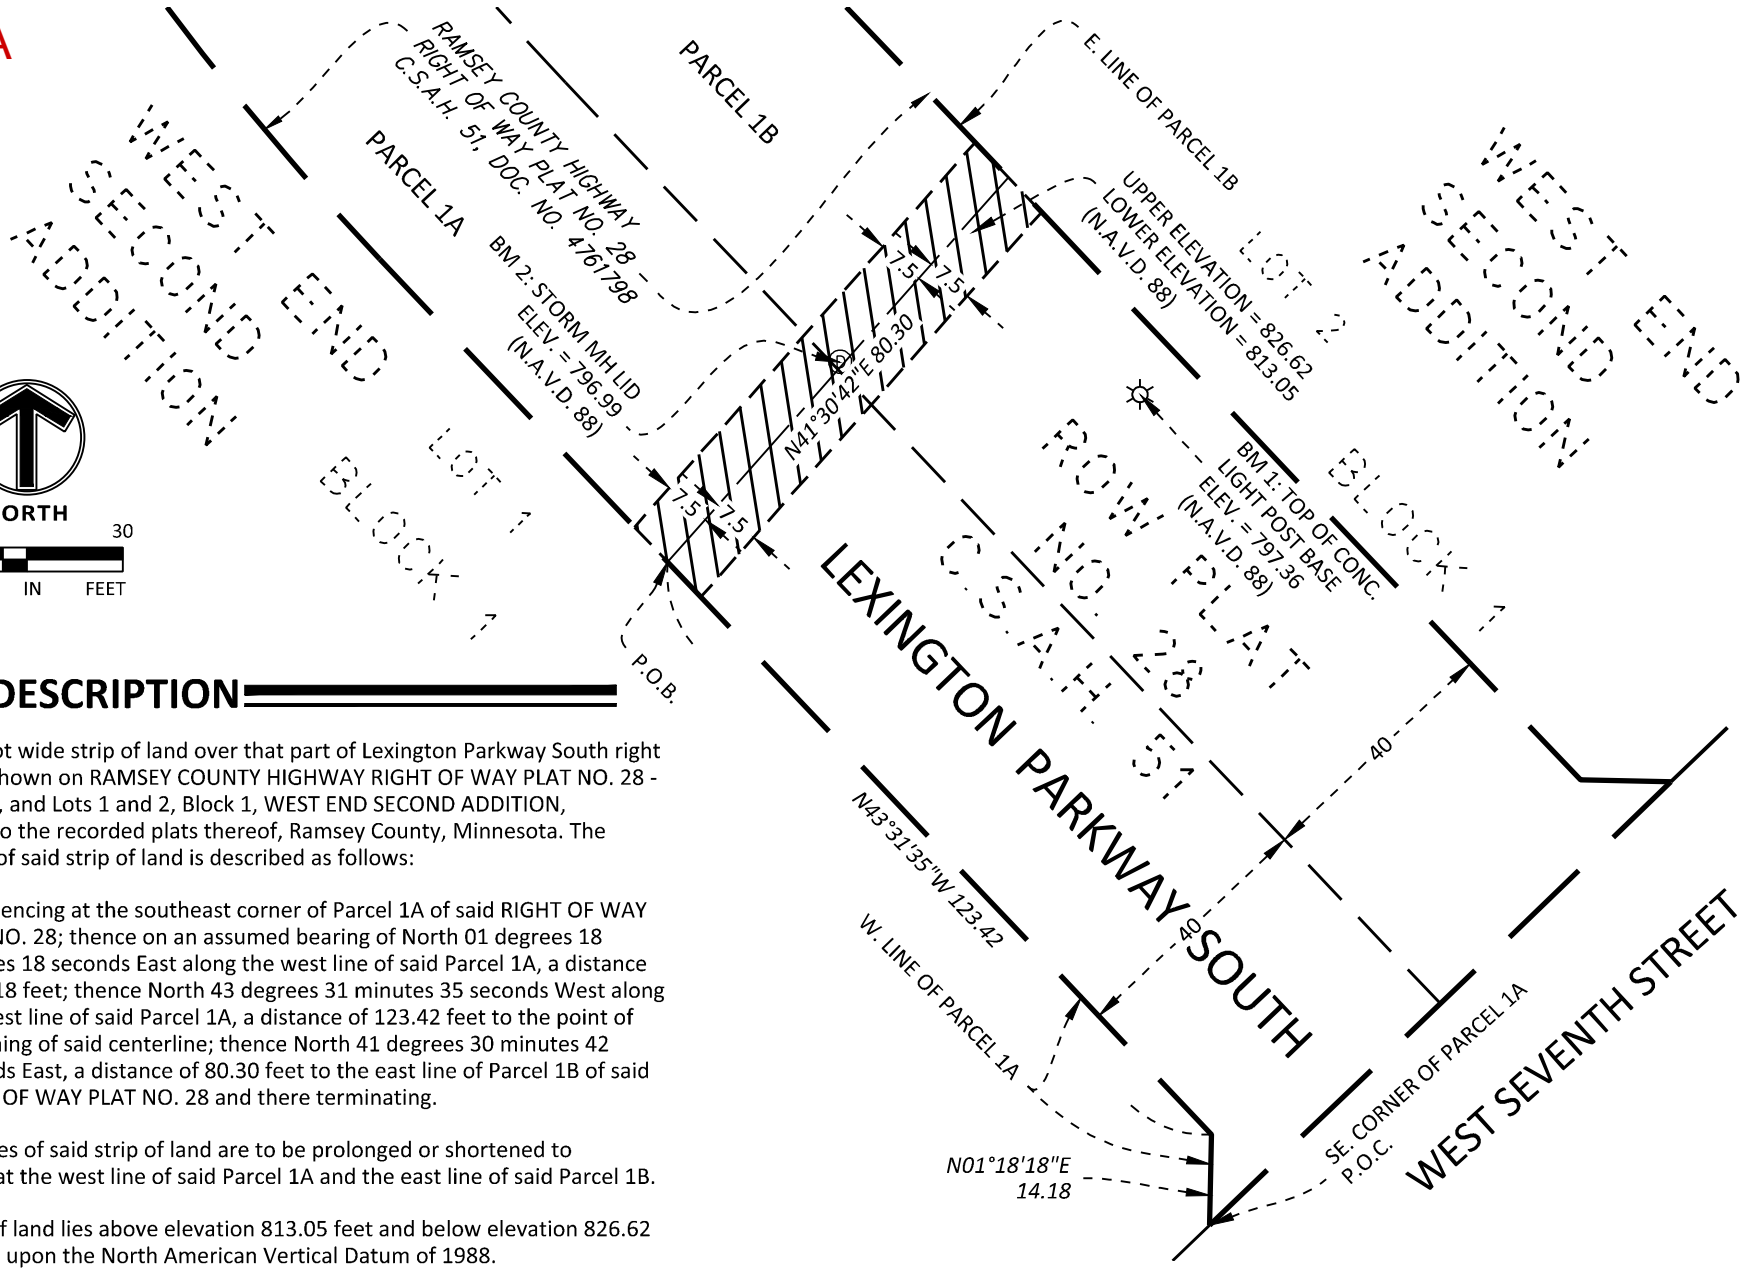 A
RAMSEY COUNTY HIGHWAY
RIGHT OF WAY PLAT NO. 28 -
C.S.A.H. 51, DOC. NO. 4761798
PARCEL 1B
E. LINE OF PARCEL 1B
PARCEL 1A
WEST END
SECOND
ADDITION
UPPER ELEVATION = 826.62
LOWER ELEVATION = 813.05
(N.A.V.D. 88)
LOT 2
WEST END
SECOND
ADDITION
BM 2: STORM MH LID
ELEV. = 796.99
(N.A.V.D. 88)
7.5
7.5
N41°30'42"E 80.30
7.5
7.5
LOT 1
BLOCK 1
BM 1: TOP OF CONC.
LIGHT POST BASE
ELEV. = 797.36
(N.A.V.D. 88)
BLOCK 1
ROW PLAT
NO. 28
C.S.A.H. 51
ORTH
30
IN FEET
P.O.B.
LEXINGTON PARKWAY SOUTH
40
40
N43°31'35"W 123.42
W. LINE OF PARCEL 1A
N01°18'18"E
14.18
SE. CORNER OF PARCEL 1A
P.O.C.
WEST SEVENTH STREET
DESCRIPTION
ot wide strip of land over that part of Lexington Parkway South right
hown on RAMSEY COUNTY HIGHWAY RIGHT OF WAY PLAT NO. 28 -
, and Lots 1 and 2, Block 1, WEST END SECOND ADDITION,
o the recorded plats thereof, Ramsey County, Minnesota. The
of said strip of land is described as follows:
encing at the southeast corner of Parcel 1A of said RIGHT OF WAY
NO. 28; thence on an assumed bearing of North 01 degrees 18
es 18 seconds East along the west line of said Parcel 1A, a distance
18 feet; thence North 43 degrees 31 minutes 35 seconds West along
est line of said Parcel 1A, a distance of 123.42 feet to the point of
ning of said centerline; thence North 41 degrees 30 minutes 42
ds East, a distance of 80.30 feet to the east line of Parcel 1B of said
OF WAY PLAT NO. 28 and there terminating.
es of said strip of land are to be prolonged or shortened to
at the west line of said Parcel 1A and the east line of said Parcel 1B.
f land lies above elevation 813.05 feet and below elevation 826.62
upon the North American Vertical Datum of 1988.